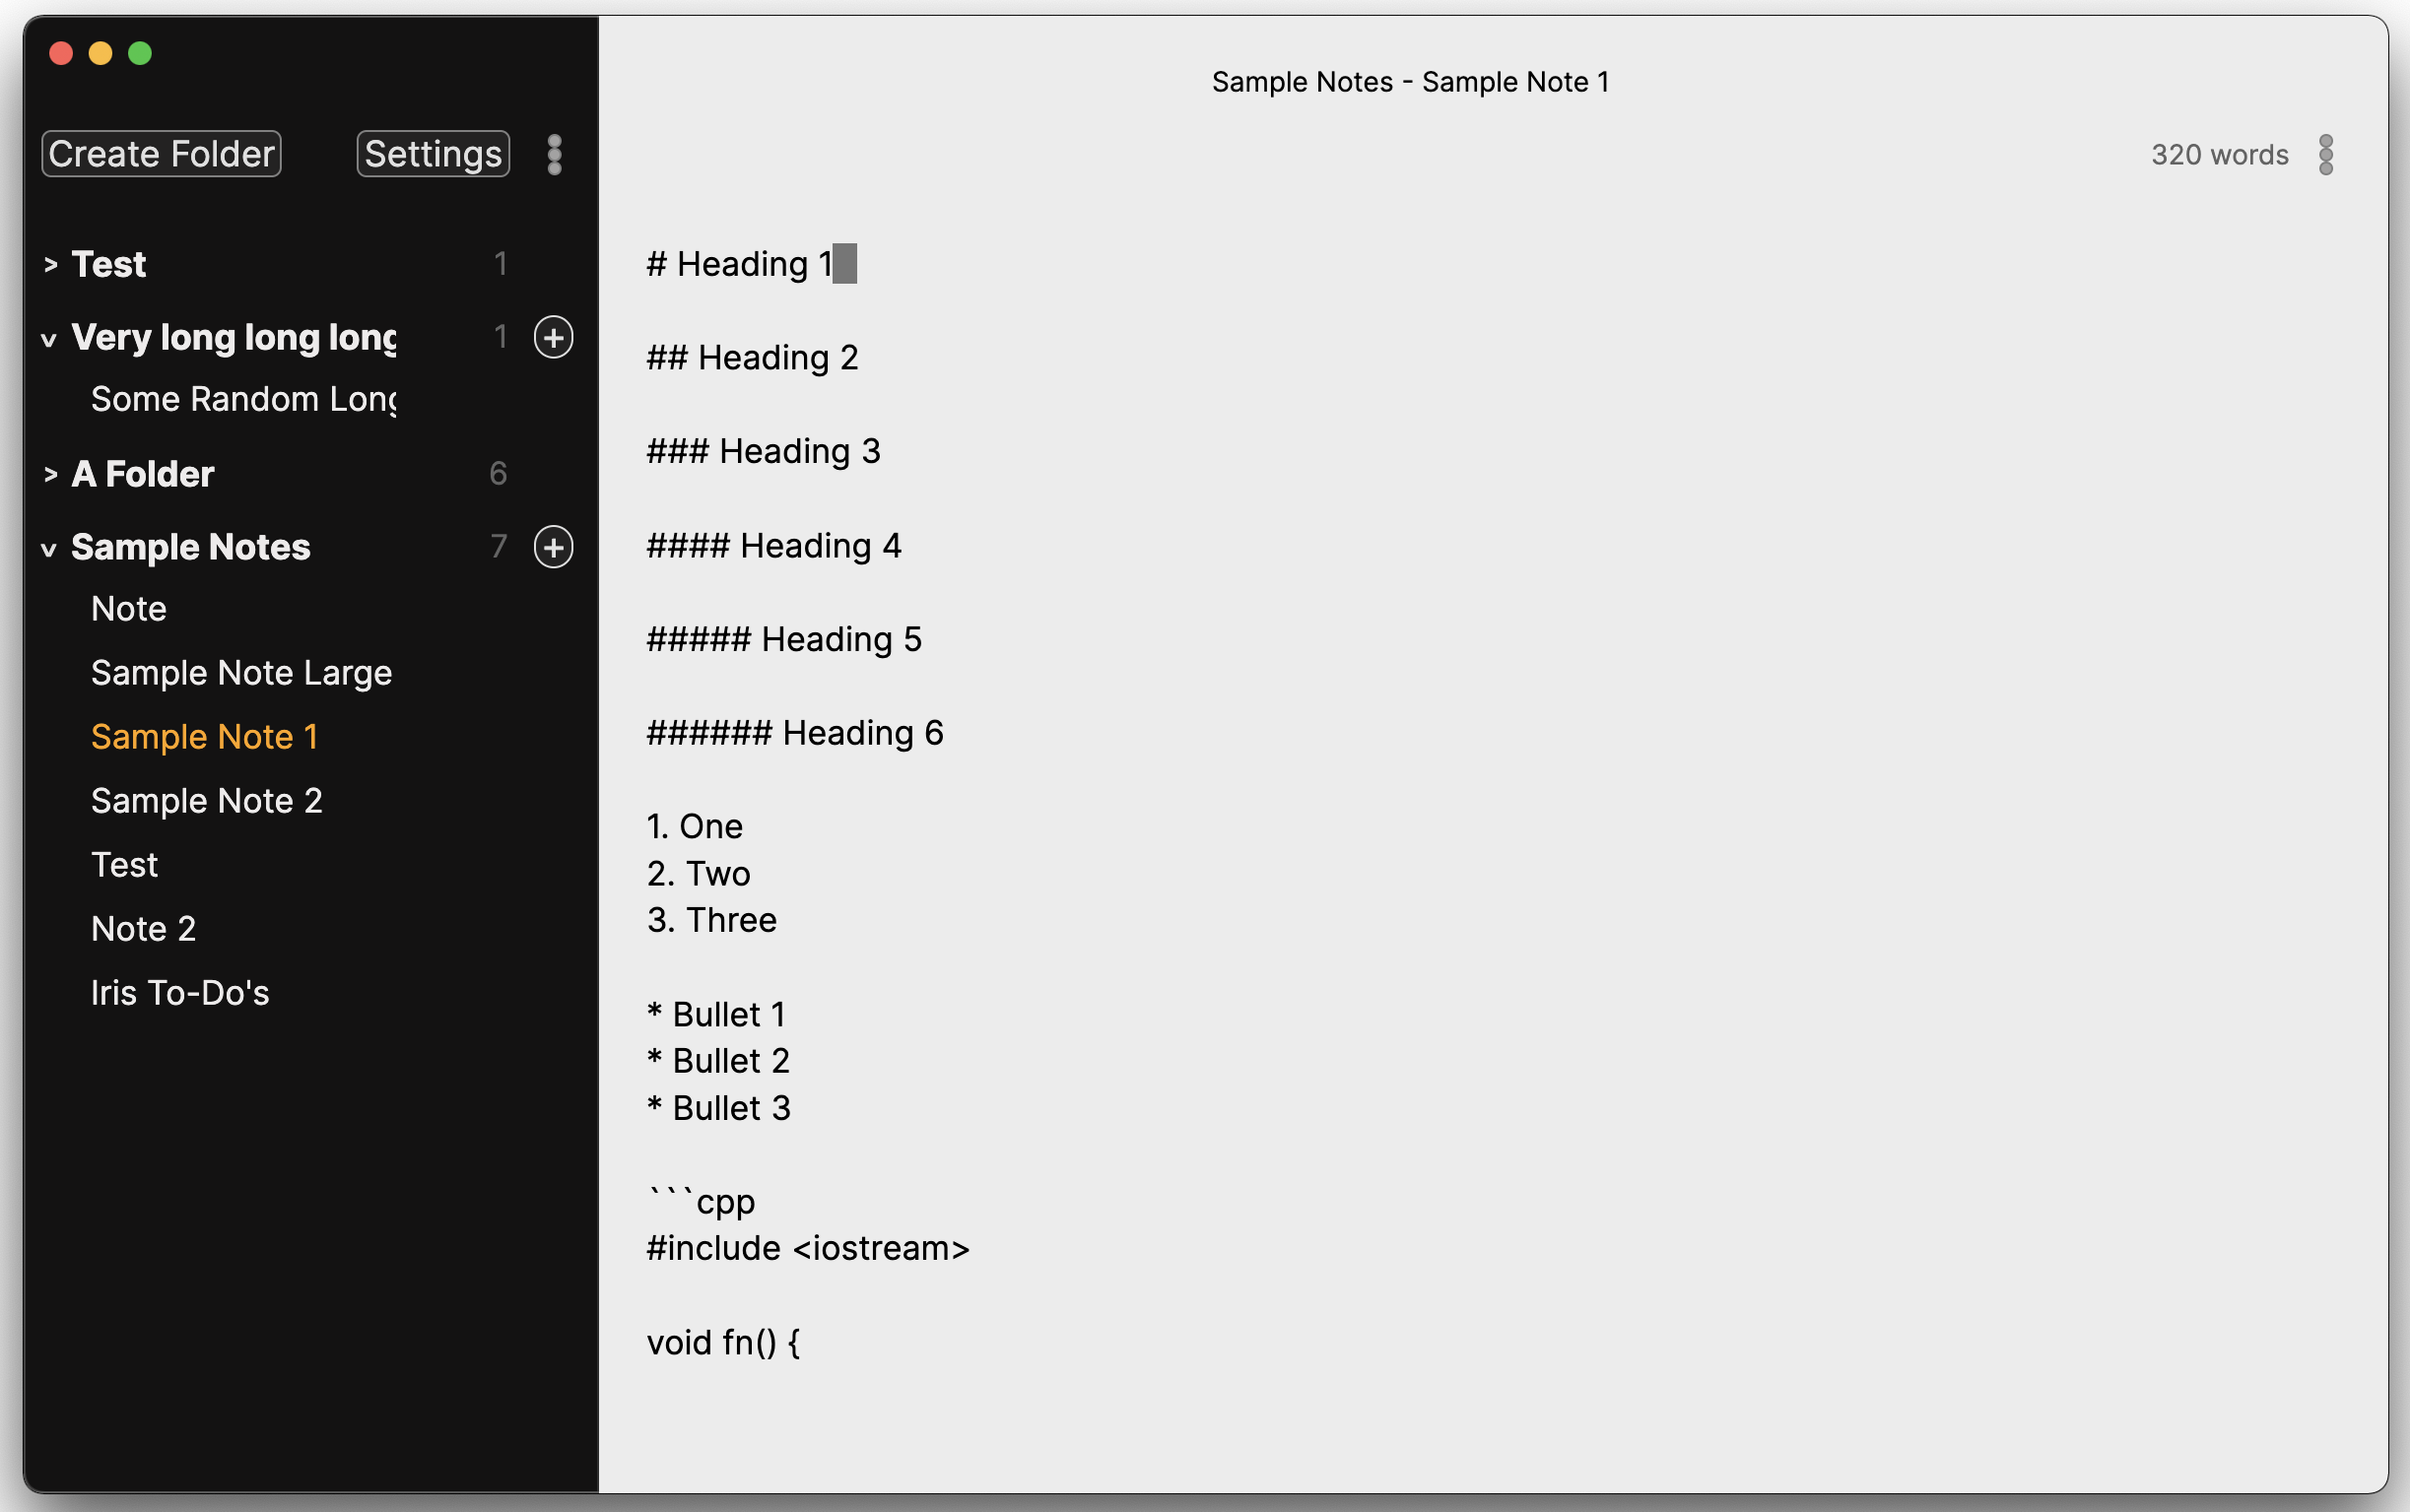 Sample Notes - Sample Note 1
Create Folder Settings
320 words
> Test 1
v Very long long long 1 +
Some Random Long
> A Folder 6
v Sample Notes 7 +
Note
Sample Note Large
Sample Note 1
Sample Note 2
Test
Note 2
Iris To-Do's
# Heading 1
## Heading 2
### Heading 3
#### Heading 4
##### Heading 5
###### Heading 6
1. One
2. Two
3. Three
* Bullet 1
* Bullet 2
* Bullet 3
```cpp
#include <iostream>
void fn() {